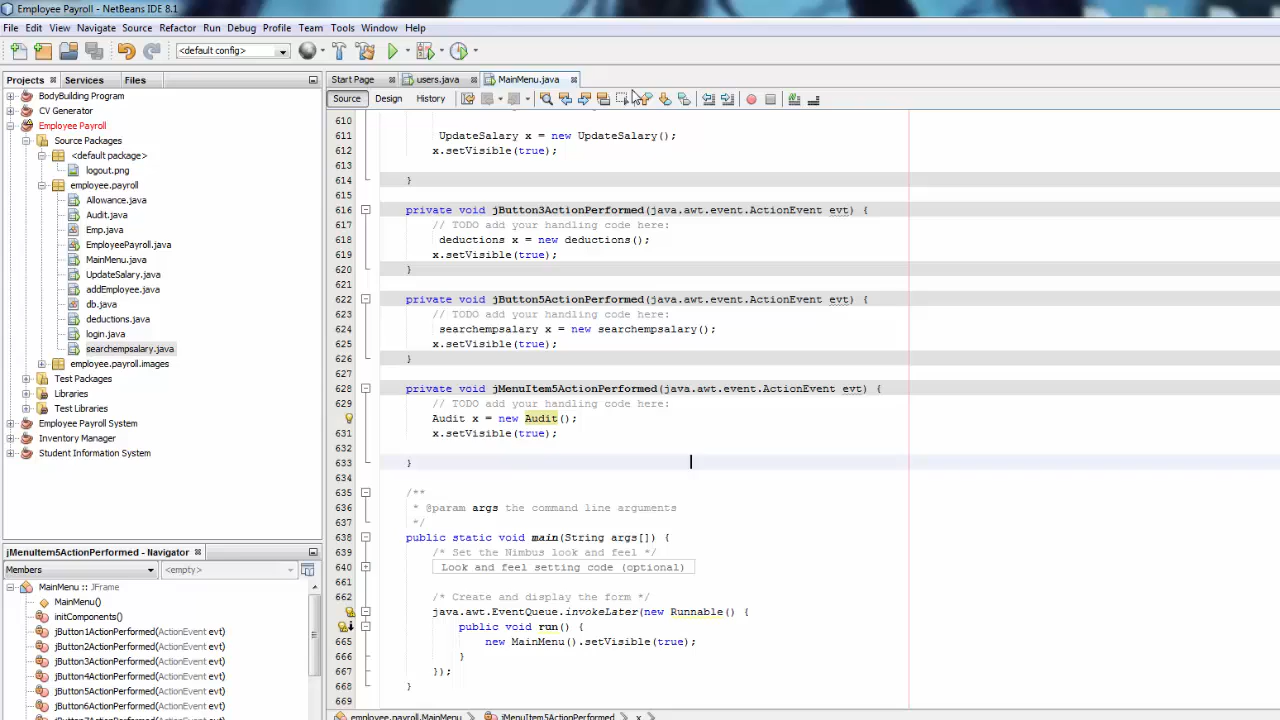 Employee Payroll - NetBeans IDE 8.1
File Edit View Navigate Source Refactor Run Debug Profile Team Tools Window Help
<default config>
Projects Services Files
Start Page users.java MainMenu.java
Source Design History
BodyBuilding Program
CV Generator
Employee Payroll
Source Packages
<default package>
logout.png
employee.payroll
Allowance.java
Audit.java
Emp.java
EmployeePayroll.java
MainMenu.java
UpdateSalary.java
addEmployee.java
db.java
deductions.java
login.java
searchempsalary.java
employee.payroll.images
Test Packages
Libraries
Test Libraries
Employee Payroll System
Inventory Manager
Student Information System
610
611 UpdateSalary x = new UpdateSalary();
612 x.setVisible(true);
613
614 }
615
616 private void jButton3ActionPerformed(java.awt.event.ActionEvent evt) {
617 // TODO add your handling code here:
618 deductions x = new deductions();
619 x.setVisible(true);
620 }
621
622 private void jButton5ActionPerformed(java.awt.event.ActionEvent evt) {
623 // TODO add your handling code here:
624 searchempsalary x = new searchempsalary();
625 x.setVisible(true);
626 }
627
628 private void jMenuItem5ActionPerformed(java.awt.event.ActionEvent evt) {
629 // TODO add your handling code here:
Audit x = new Audit();
631 x.setVisible(true);
632
633 }
634
635 /**
636 * @param args the command line arguments
637 */
638 public static void main(String args[]) {
639 /* Set the Nimbus look and feel */
640 Look and feel setting code (optional)
661
662 /* Create and display the form */
java.awt.EventQueue.invokeLater(new Runnable() {
public void run() {
665 new MainMenu().setVisible(true);
666 }
667 });
668 }
669
jMenuItem5ActionPerformed - Navigator
Members <empty>
MainMenu :: JFrame
MainMenu()
initComponents()
jButton1ActionPerformed(ActionEvent evt)
jButton2ActionPerformed(ActionEvent evt)
jButton3ActionPerformed(ActionEvent evt)
jButton4ActionPerformed(ActionEvent evt)
jButton5ActionPerformed(ActionEvent evt)
jButton6ActionPerformed(ActionEvent evt)
jButton7ActionPerformed(ActionEvent evt)
employee.payroll.MainMenu jMenuItem5ActionPerformed x